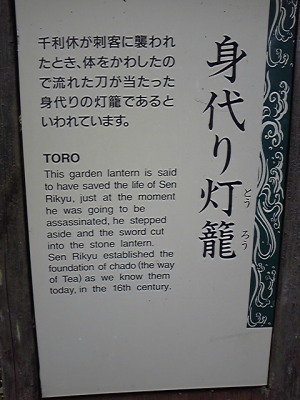 身代り灯籠
とう ろう
千利休が刺客に襲われ
たとき、体をかわしたの
で流れた刀が当たった
身代りの灯籠であると
いわれています。
TORO
This garden lantern is said
to have saved the life of Sen
Rikyu, just at the moment
he was going to be
assassinated, he stepped
aside and the sword cut
into the stone lantern.
Sen Rikyu established the
foundation of chado (the way
of Tea) as we know them
today, in the 16th century.